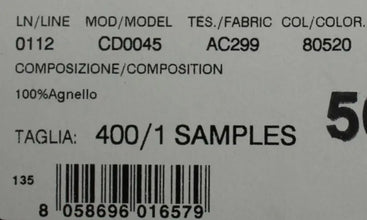 LN/LINE MOD/MODEL TES./FABRIC COL/COLOR.
0112 CD0045 AC299 80520
COMPOSIZIONE/COMPOSITION
100%Agnello
TAGLIA: 400/1 SAMPLES
135
8 058696 016579